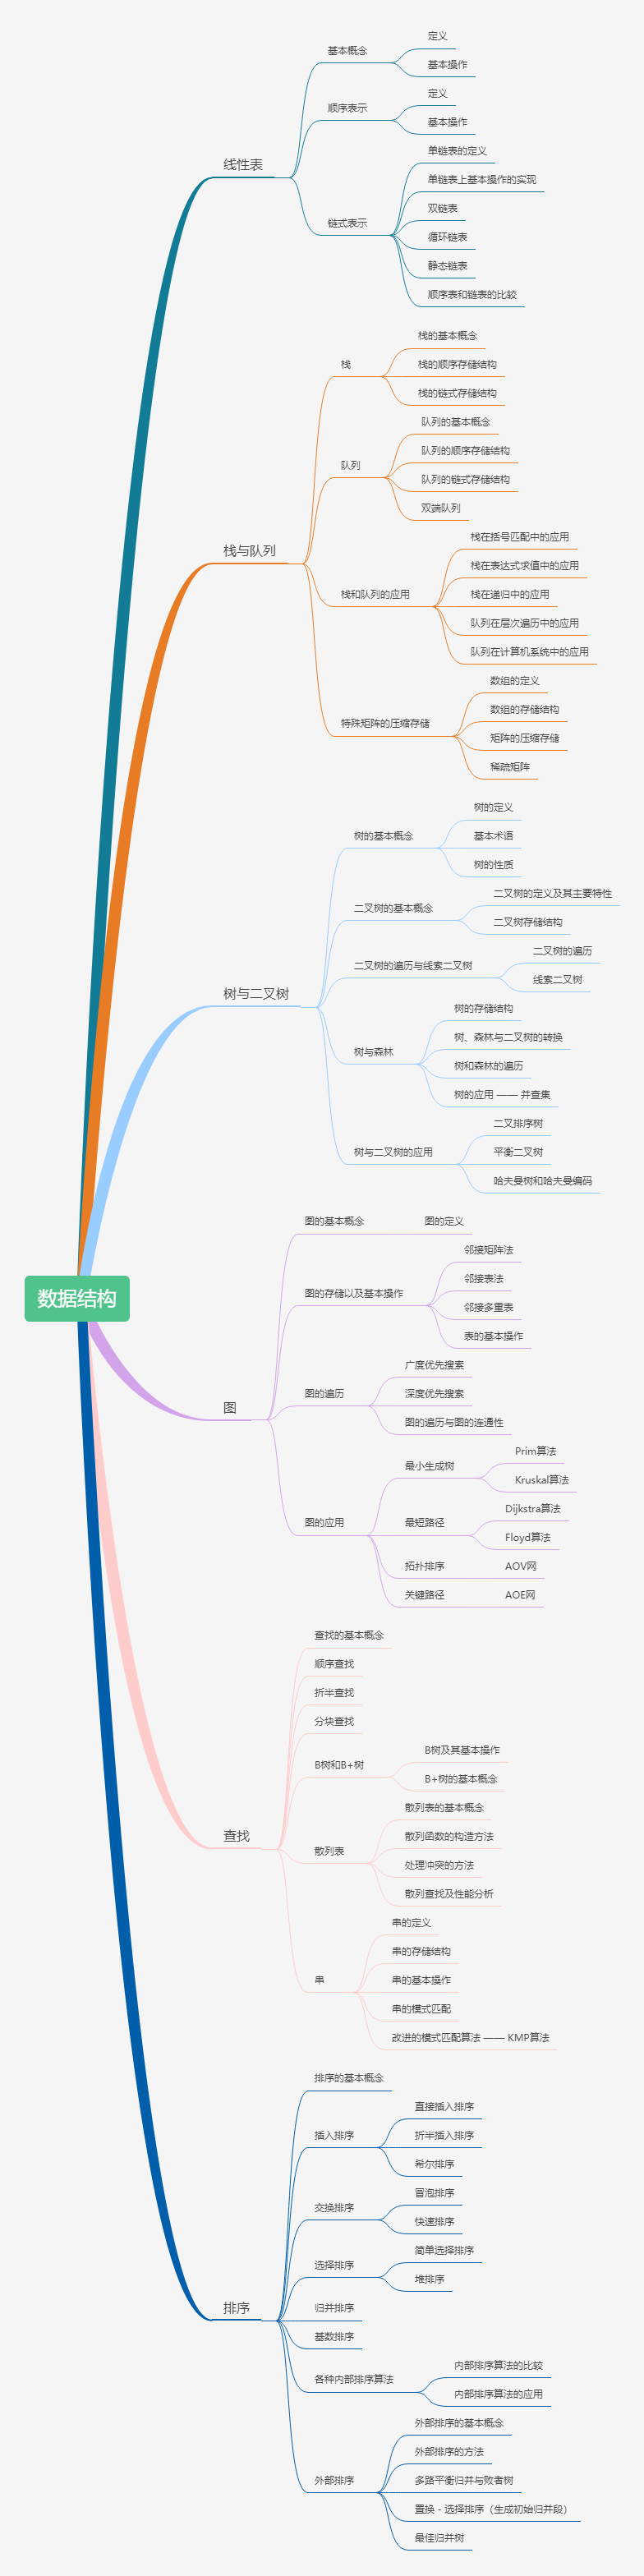 数据结构
线性表
基本概念
定义
基本操作
顺序表示
定义
基本操作
链式表示
单链表的定义
单链表上基本操作的实现
双链表
循环链表
静态链表
顺序表和链表的比较
栈与队列
栈
栈的基本概念
栈的顺序存储结构
栈的链式存储结构
队列
队列的基本概念
队列的顺序存储结构
队列的链式存储结构
双端队列
栈和队列的应用
栈在括号匹配中的应用
栈在表达式求值中的应用
栈在递归中的应用
队列在层次遍历中的应用
队列在计算机系统中的应用
特殊矩阵的压缩存储
数组的定义
数组的存储结构
矩阵的压缩存储
稀疏矩阵
树与二叉树
树的基本概念
树的定义
基本术语
树的性质
二叉树的基本概念
二叉树的定义及其主要特性
二叉树存储结构
二叉树的遍历与线索二叉树
二叉树的遍历
线索二叉树
树与森林
树的存储结构
树、森林与二叉树的转换
树和森林的遍历
树的应用 —— 并查集
树与二叉树的应用
二叉排序树
平衡二叉树
哈夫曼树和哈夫曼编码
图
图的基本概念
图的定义
图的存储以及基本操作
邻接矩阵法
邻接表法
邻接多重表
表的基本操作
图的遍历
广度优先搜索
深度优先搜索
图的遍历与图的连通性
图的应用
最小生成树
Prim算法
Kruskal算法
最短路径
Dijkstra算法
Floyd算法
拓扑排序
AOV网
关键路径
AOE网
查找
查找的基本概念
顺序查找
折半查找
分块查找
B树和B+树
B树及其基本操作
B+树的基本概念
散列表
散列表的基本概念
散列函数的构造方法
处理冲突的方法
散列查找及性能分析
串
串的定义
串的存储结构
串的基本操作
串的模式匹配
改进的模式匹配算法 —— KMP算法
排序
排序的基本概念
插入排序
直接插入排序
折半插入排序
希尔排序
交换排序
冒泡排序
快速排序
选择排序
简单选择排序
堆排序
归并排序
基数排序
各种内部排序算法
内部排序算法的比较
内部排序算法的应用
外部排序
外部排序的基本概念
外部排序的方法
多路平衡归并与败者树
置换 - 选择排序（生成初始归并段）
最佳归并树